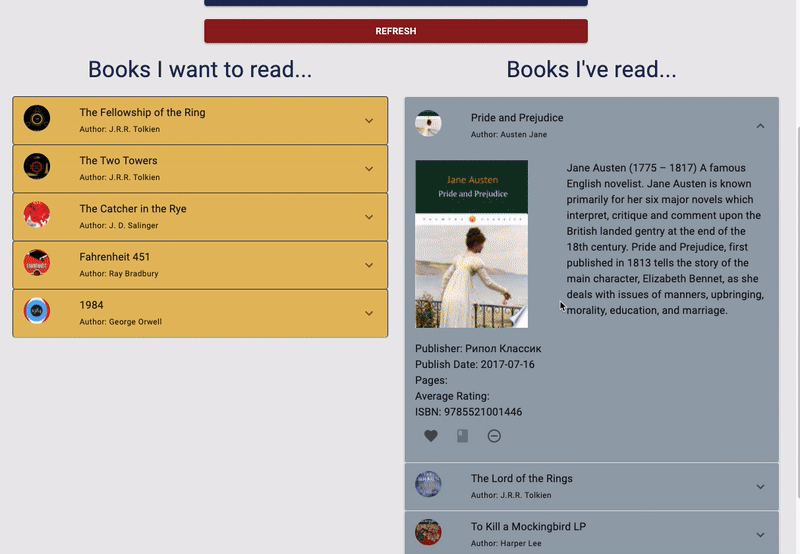 REFRESH
Books I want to read...
The Fellowship of the Ring
Author: J.R.R. Tolkien
The Two Towers
Author: J.R.R. Tolkien
The Catcher in the Rye
Author: J. D. Salinger
Fahrenheit 451
Author: Ray Bradbury
1984
Author: George Orwell
Books I've read...
Pride and Prejudice
Author: Austen Jane
Jane Austen
Pride and Prejudice
Jane Austen (1775 – 1817) A famous
English novelist. Jane Austen is known
primarily for her six major novels which
interpret, critique and comment upon the
British landed gentry at the end of the
18th century. Pride and Prejudice, first
published in 1813 tells the story of the
main character, Elizabeth Bennet, as she
deals with issues of manners, upbringing,
morality, education, and marriage.
Publisher: Рипол Классик
Publish Date: 2017-07-16
Pages:
Average Rating:
ISBN: 9785521001446
The Lord of the Rings
Author: J.R.R. Tolkien
To Kill a Mockingbird LP
Author: Harper Lee